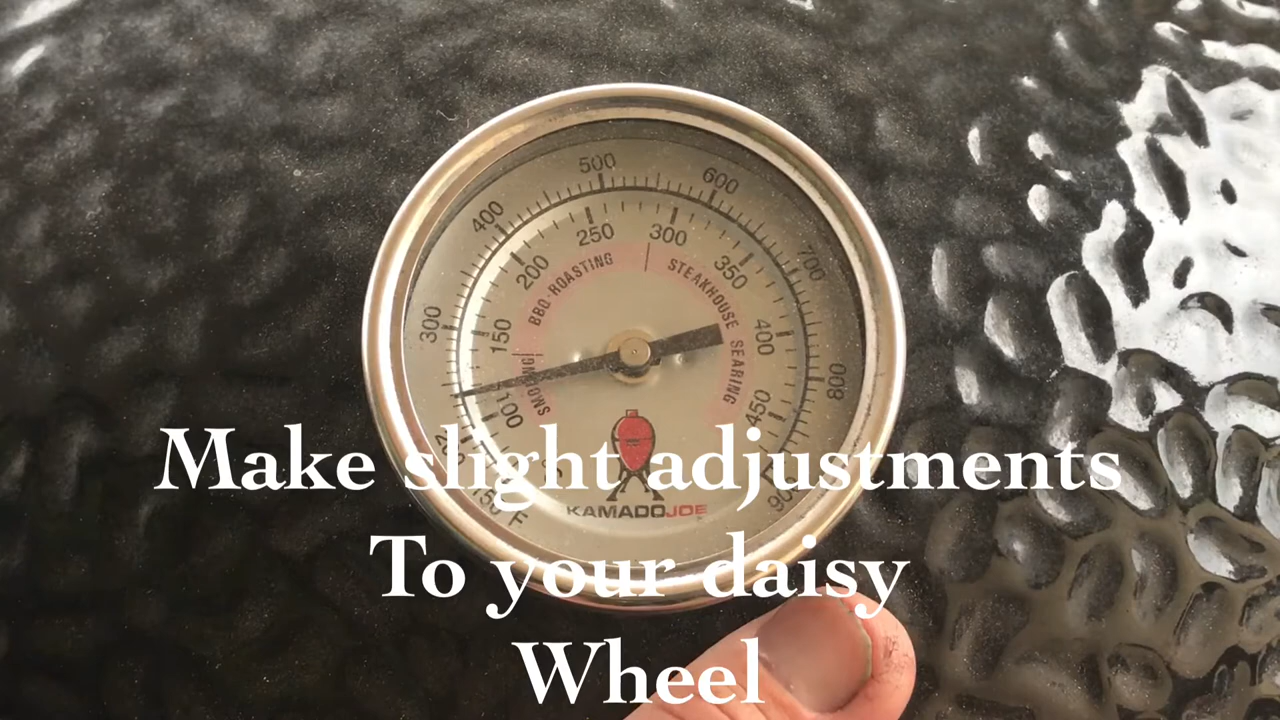 500
600
400
700
300
800
900
250
300
200
350
150
400
100
450
BBQ-ROASTING
STEAKHOUSE SEARING
SMOKING
KAMADOJOE
Make slight adjustments
To your daisy
Wheel